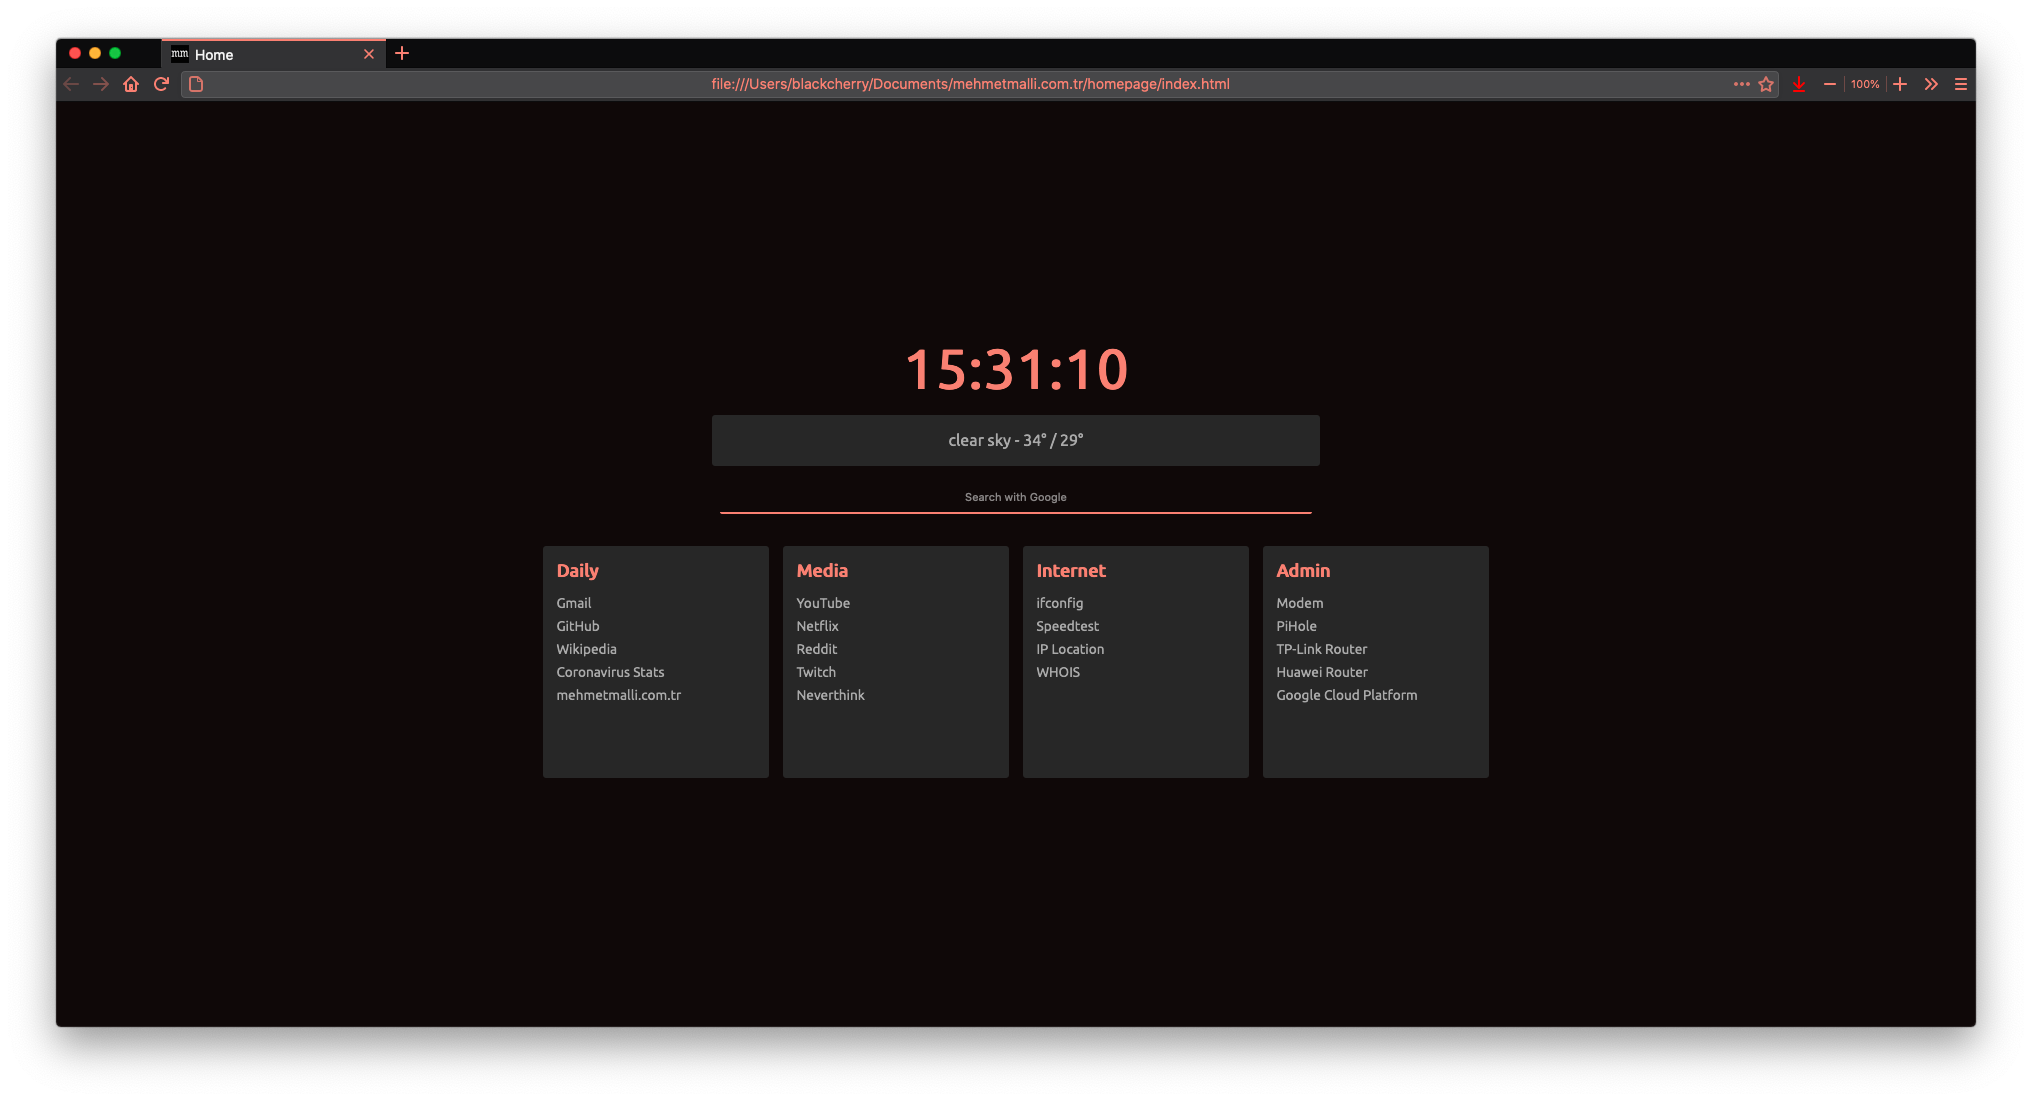 mm Home
file:///Users/blackcherry/Documents/mehmetmalli.com.tr/homepage/index.html
100%
15:31:10
clear sky - 34° / 29°
Search with Google
Daily
Gmail
GitHub
Wikipedia
Coronavirus Stats
mehmetmalli.com.tr
Media
YouTube
Netflix
Reddit
Twitch
Neverthink
Internet
ifconfig
Speedtest
IP Location
WHOIS
Admin
Modem
PiHole
TP-Link Router
Huawei Router
Google Cloud Platform